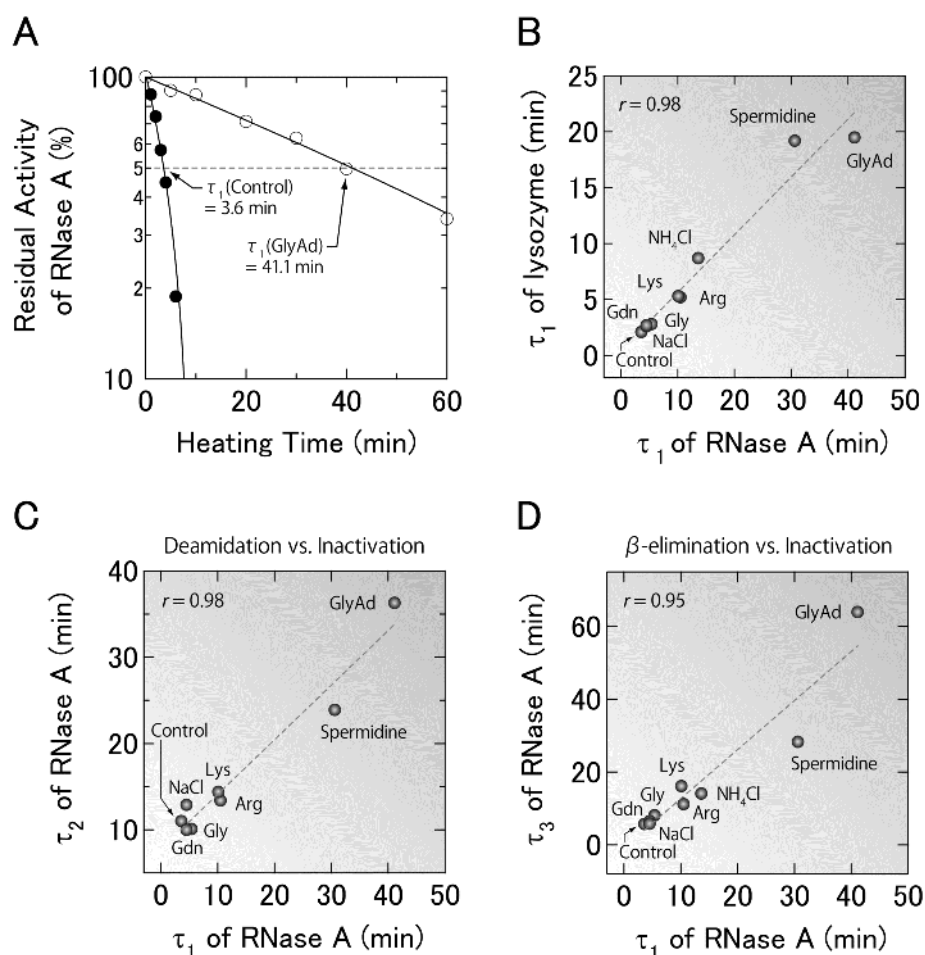 A
Residual Activity
of RNase A (%)
100
8
6
5
4
3
2
10
τ1(Control)
= 3.6 min
τ1(GlyAd)
= 41.1 min
0 20 40 60
Heating Time (min)
B
τ1 of lysozyme (min)
25
20
15
10
5
0
r = 0.98
Spermidine
GlyAd
NH4Cl
Lys
Arg
Gdn
Gly
NaCl
Control
0 10 20 30 40 50
τ1 of RNase A (min)
C
Deamidation vs. Inactivation
τ2 of RNase A (min)
40
30
20
10
r = 0.98
GlyAd
Spermidine
Control
Lys
NaCl
Arg
Gly
Gdn
0 10 20 30 40 50
τ1 of RNase A (min)
D
β-elimination vs. Inactivation
τ3 of RNase A (min)
60
40
20
0
r = 0.95
GlyAd
Spermidine
Lys
NH4Cl
Gly
Arg
Gdn
NaCl
Control
0 10 20 30 40 50
τ1 of RNase A (min)